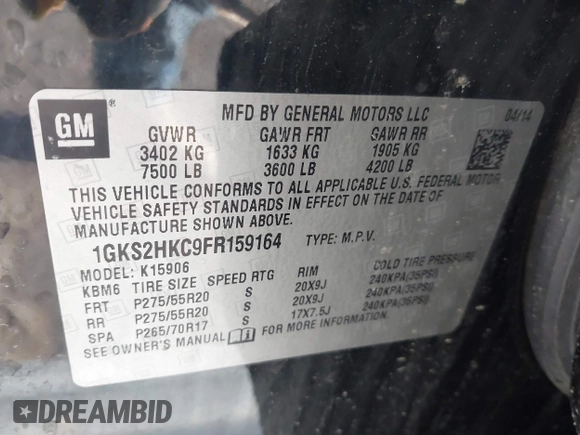 GM ®
MFD BY GENERAL MOTORS LLC 04/14
GVWR GAWR FRT GAWR RR
3402 KG 1633 KG 1905 KG
7500 LB 3600 LB 4200 LB
THIS VEHICLE CONFORMS TO ALL APPLICABLE U.S. FEDERAL MOTOR
VEHICLE SAFETY STANDARDS IN EFFECT ON THE DATE OF
MANUFACTURE SHOWN ABOVE.
1GKS2HKC9FR159164 TYPE: M.P.V.
MODEL: K15906
KBM6 TIRE SIZE SPEED RTG RIM COLD TIRE PRESSURE
FRT P275/55R20 S 20X9J 240KPA(35PSI)
RR P275/55R20 S 20X9J 240KPA(35PSI)
SPA P265/70R17 S 17X7.5J 240KPA(35PSI)
SEE OWNER'S MANUAL FOR MORE INFORMATION.
DREAMBID